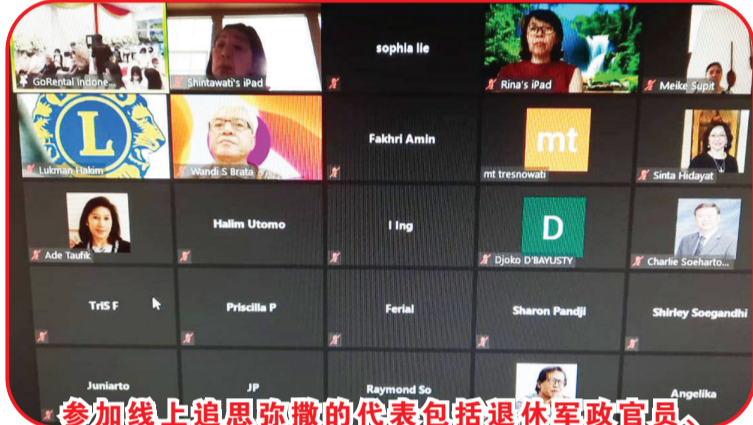 GoRental Indone...
Shintawati's iPad
sophia lie
Rina's iPad
Meike Supit
L
Lukman Hakim
Wandi S Brata
Fakhri Amin
mt
mt tresnowati
Sinta Hidayat
Ade Taufik
Halim Utomo
I Ing
D
Djoko D'BAYUSTY
Charlie Soeharto...
TriS F
Priscilla P
Ferial
Sharon Pandji
Shirley Soegandhi
Juniarto
JP
Raymond So
Angelika
参加线上追思弥撒的代表包括退休军政官员、